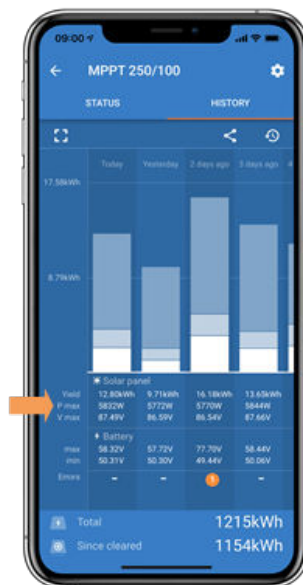 09:00
MPPT 250/100
STATUS HISTORY
Today Yesterday 2 days ago 3 days ago 4
17.58kWh
8.79kWh
Solar panel
Yield 12.80kWh 9.71kWh 16.18kWh 13.65kWh
P max 5832W 5772W 5770W 5844W
V max 87.49V 86.59V 86.54V 87.66V
Battery
max 58.32V 57.72V 77.70V 58.44V
min 50.31V 50.30V 49.44V 50.06V
Errors - - 1 -
Total 1215kWh
Since cleared 1154kWh